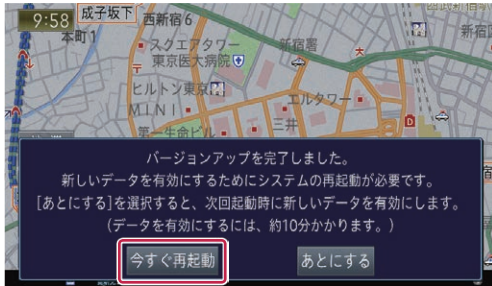 9:58
成子坂下
西新宿6
本町1
スクエアタワー
新宿署
東京医大病院
ヒルトン東京
エルタワー
MINI
三井
第一生命ビル
D
バージョンアップを完了しました。
新しいデータを有効にするためにシステムの再起動が必要です。
[あとにする]を選択すると、次回起動時に新しいデータを有効にします。
(データを有効にするには、約10分かかります。)
今すぐ再起動
あとにする